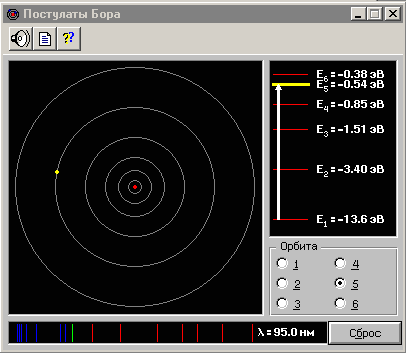 Постулаты Бора
??
E6=-0.38 эВ
E5=-0.54 эВ
E4=-0.85 эВ
E3=-1.51 эВ
E2=-3.40 эВ
E1=-13.6 эВ
Орбита
1 4
2 5
3 6
λ=95.0 нм
Сброс